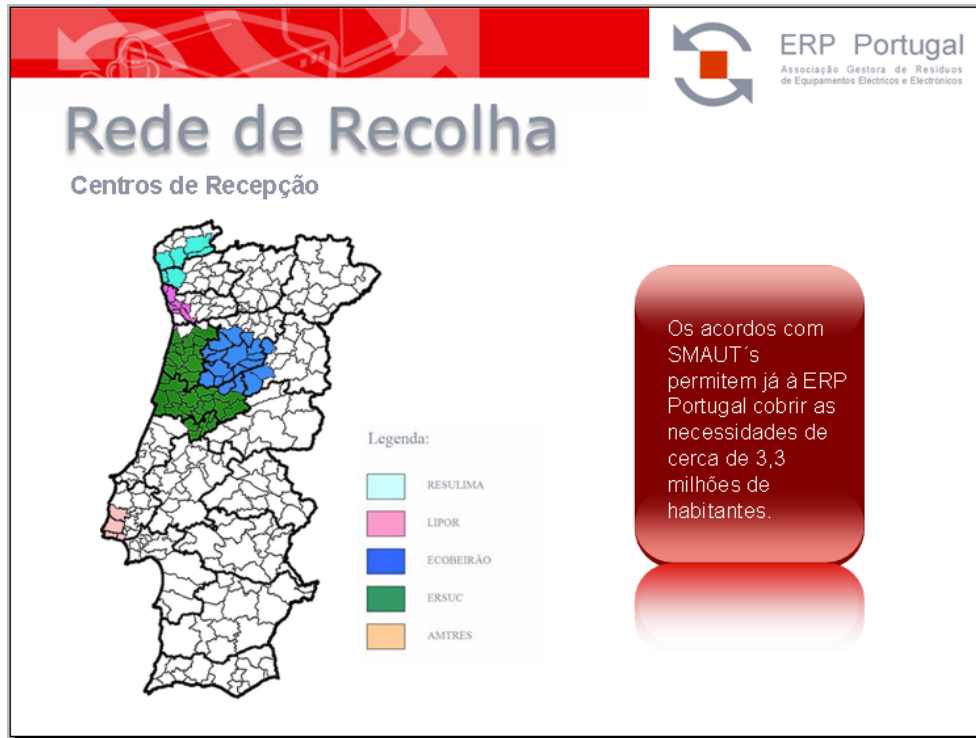 ERP Portugal
Associação Gestora de Resíduos
de Equipamentos Eléctricos e Electrónicos
Rede de Recolha
Centros de Recepção
Legenda:
RESULIMA
LIPOR
ECOBEIRÃO
ERSUC
AMTRES
Os acordos com
SMAUT´s
permitem já à ERP
Portugal cobrir as
necessidades de
cerca de 3,3
milhões de
habitantes.